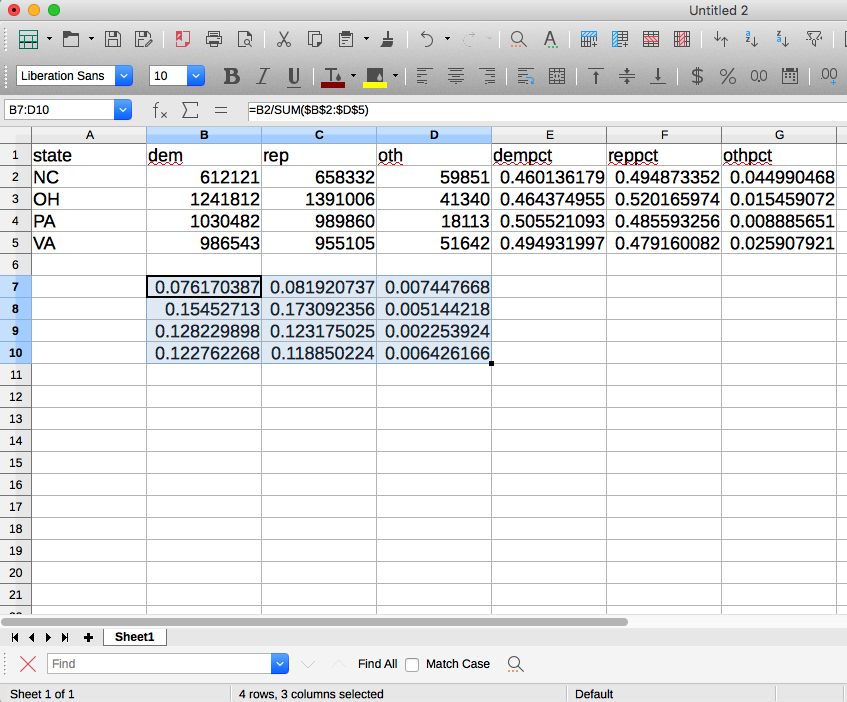 Untitled 2
Liberation Sans 10 B I U $ % 0.0 .00
B7:D10 fx Σ = =B2/SUM($B$2:$D$5)
A B C D E F G
1 state dem rep oth dempct reppct othpct
2 NC 612121 658332 59851 0.460136179 0.494873352 0.044990468
3 OH 1241812 1391006 41340 0.464374955 0.520165974 0.015459072
4 PA 1030482 989860 18113 0.505521093 0.485593256 0.008885651
5 VA 986543 955105 51642 0.494931997 0.479160082 0.025907921
6
7 0.076170387 0.081920737 0.007447668
8 0.15452713 0.173092356 0.005144218
9 0.128229898 0.123175025 0.002253924
10 0.122762268 0.118850224 0.006426166
11
12
13
14
15
16
17
18
19
20
21
Sheet1
Find Find All Match Case
Sheet 1 of 1 4 rows, 3 columns selected Default